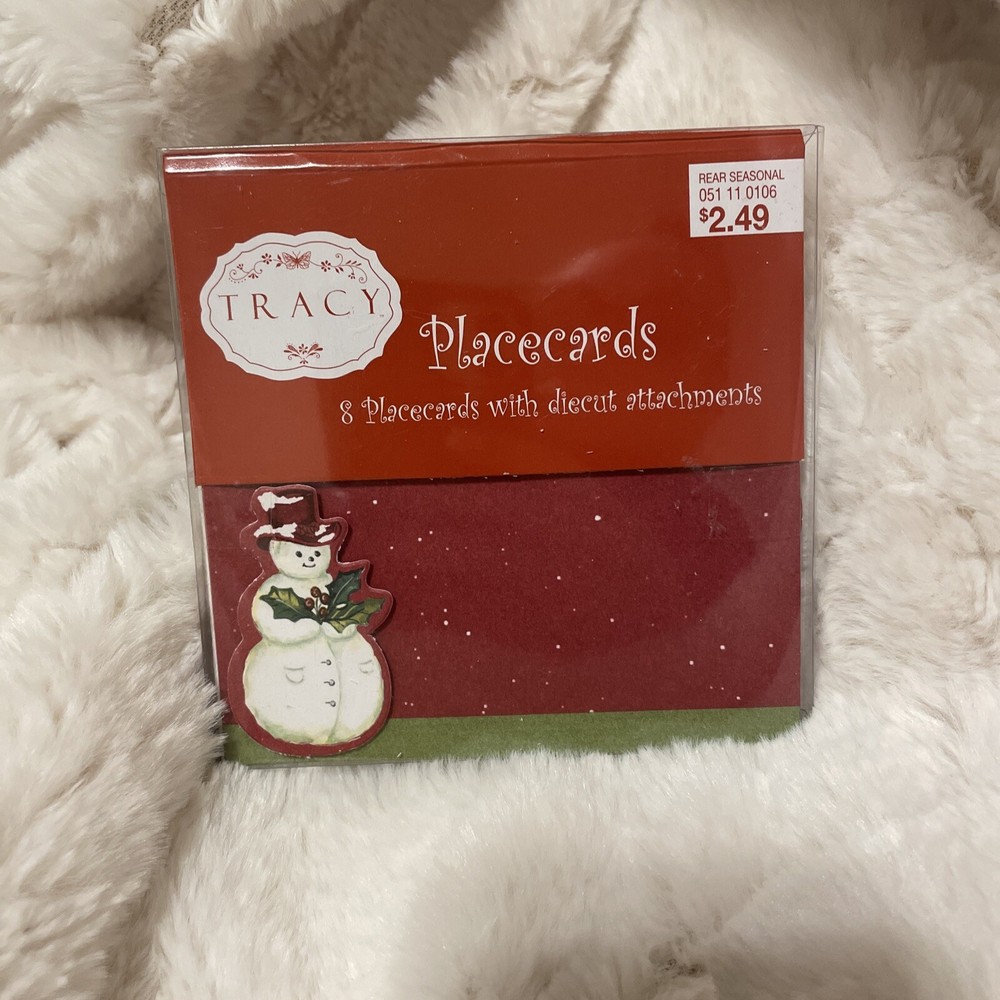 REAR SEASONAL
051 11 0106
$2.49
TRACY
Placecards
8 Placecards with diecut attachments